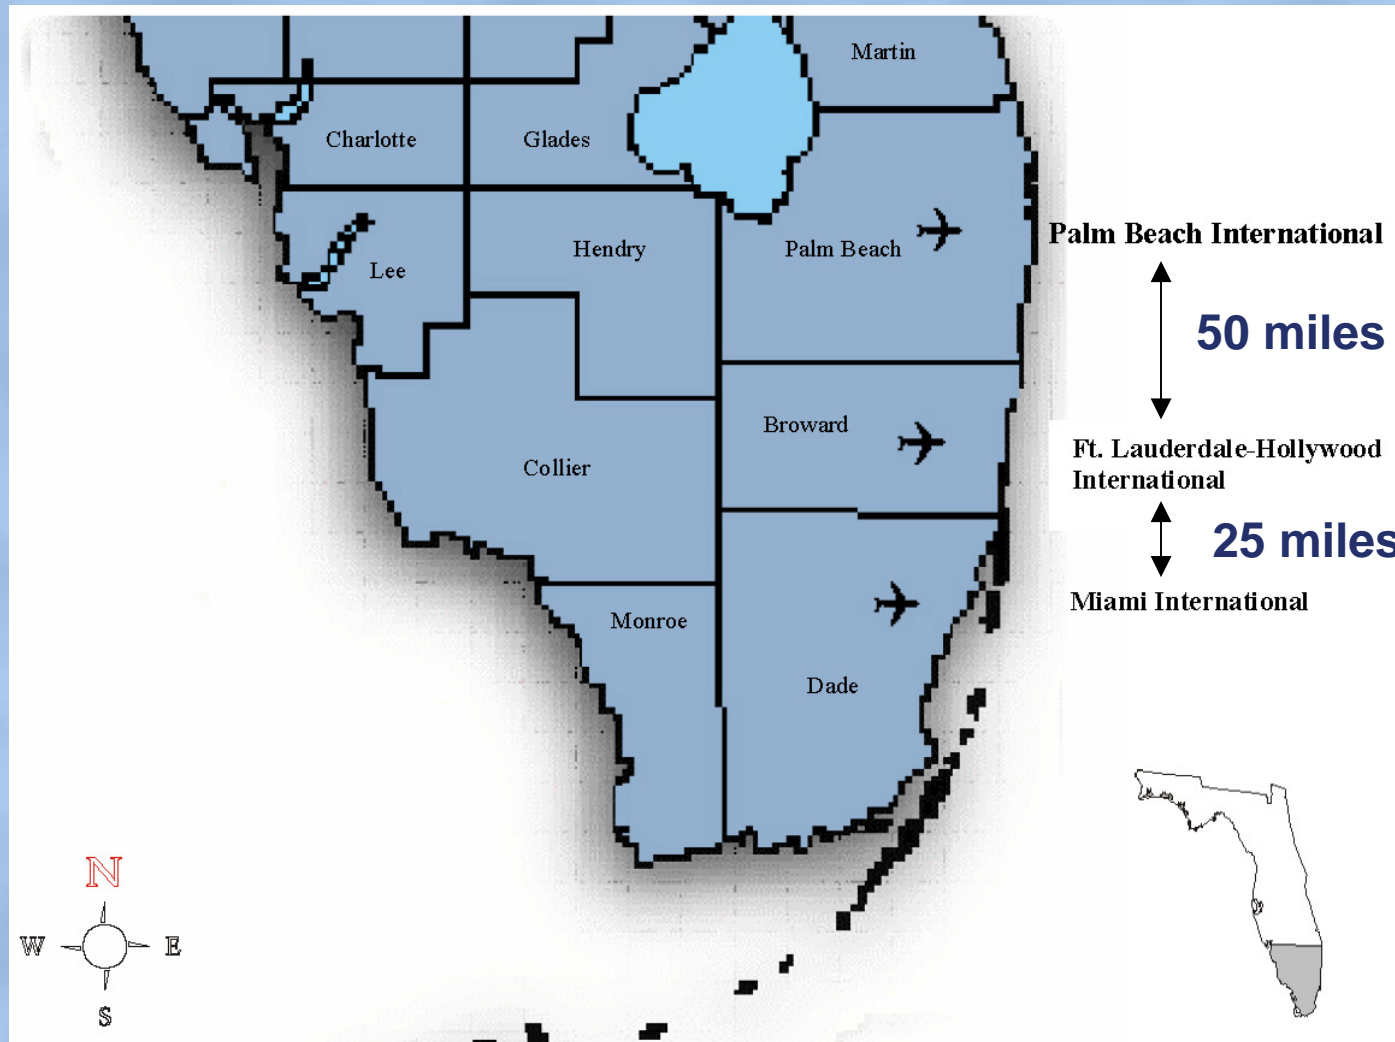 Martin
Charlotte
Glades
Palm Beach International
Hendry
Palm Beach
Lee
50 miles
Broward
Ft. Lauderdale-Hollywood
International
Collier
25 miles
Miami International
Monroe
Dade
N
W
E
S